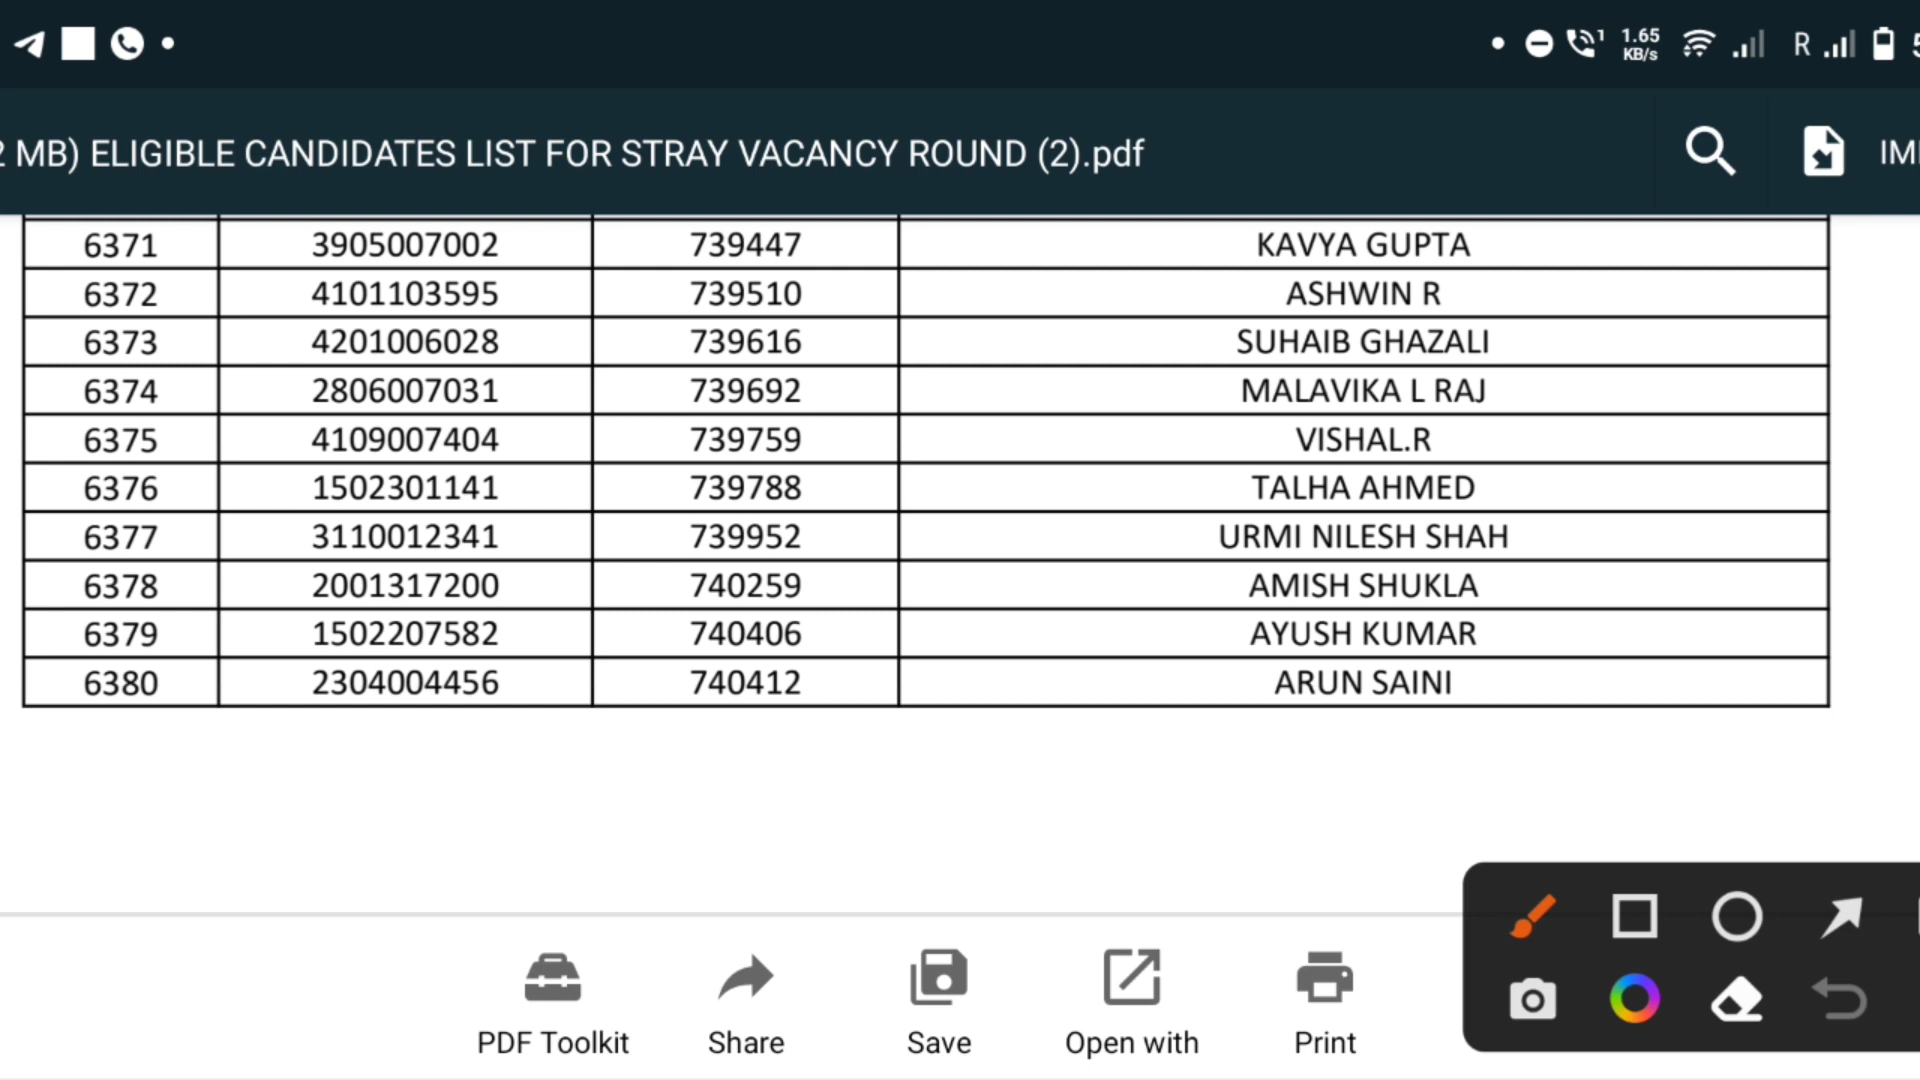 1.65
KB/s
R
MB) ELIGIBLE CANDIDATES LIST FOR STRAY VACANCY ROUND (2).pdf
6371 3905007002 739447 KAVYA GUPTA
6372 4101103595 739510 ASHWIN R
6373 4201006028 739616 SUHAIB GHAZALI
6374 2806007031 739692 MALAVIKA L RAJ
6375 4109007404 739759 VISHAL.R
6376 1502301141 739788 TALHA AHMED
6377 3110012341 739952 URMI NILESH SHAH
6378 2001317200 740259 AMISH SHUKLA
6379 1502207582 740406 AYUSH KUMAR
6380 2304004456 740412 ARUN SAINI
PDF Toolkit Share Save Open with Print